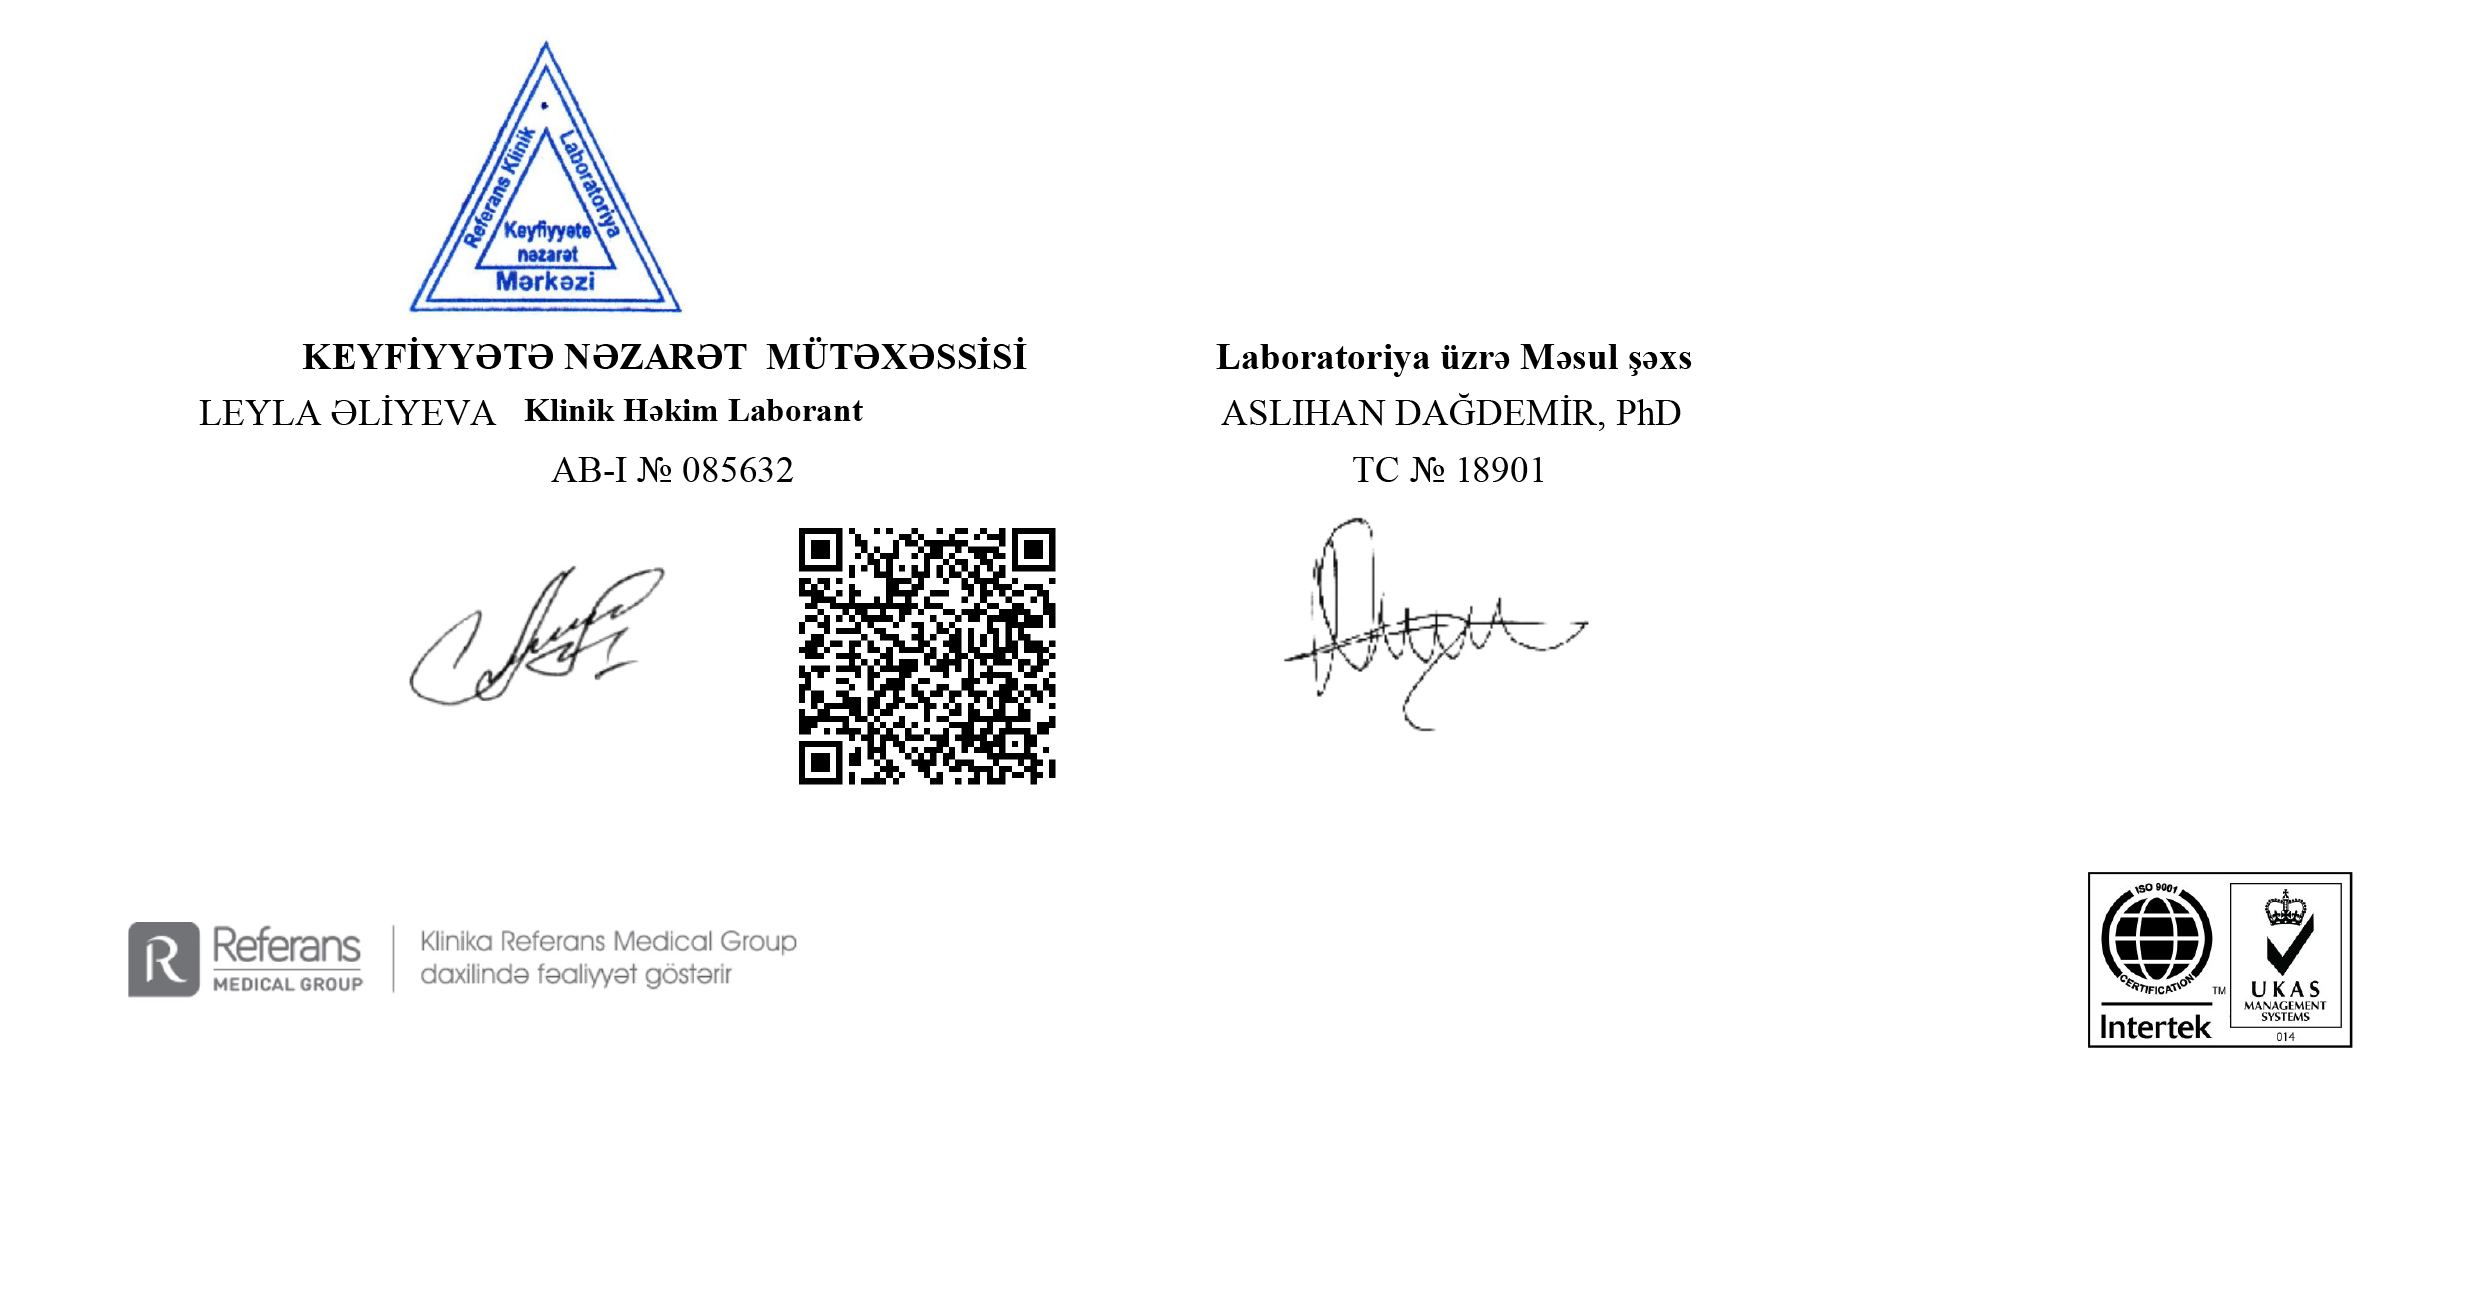 Referans Klinik
Laboratoriya
Keyfiyyətə
nəzarət
Mərkəzi
KEYFİYYƏTƏ NƏZARƏT MÜTƏXƏSSİSİ
Laboratoriya üzrə Məsul şəxs
LEYLA ƏLİYEVA Klinik Həkim Laborant
ASLIHAN DAĞDEMİR, PhD
AB-I № 085632
TC № 18901
R Referans
MEDICAL GROUP
Klinika Referans Medical Group
daxilində fəaliyyət göstərir
ISO 9001
CERTIFICATION
TM
Intertek
UKAS
MANAGEMENT
SYSTEMS
014